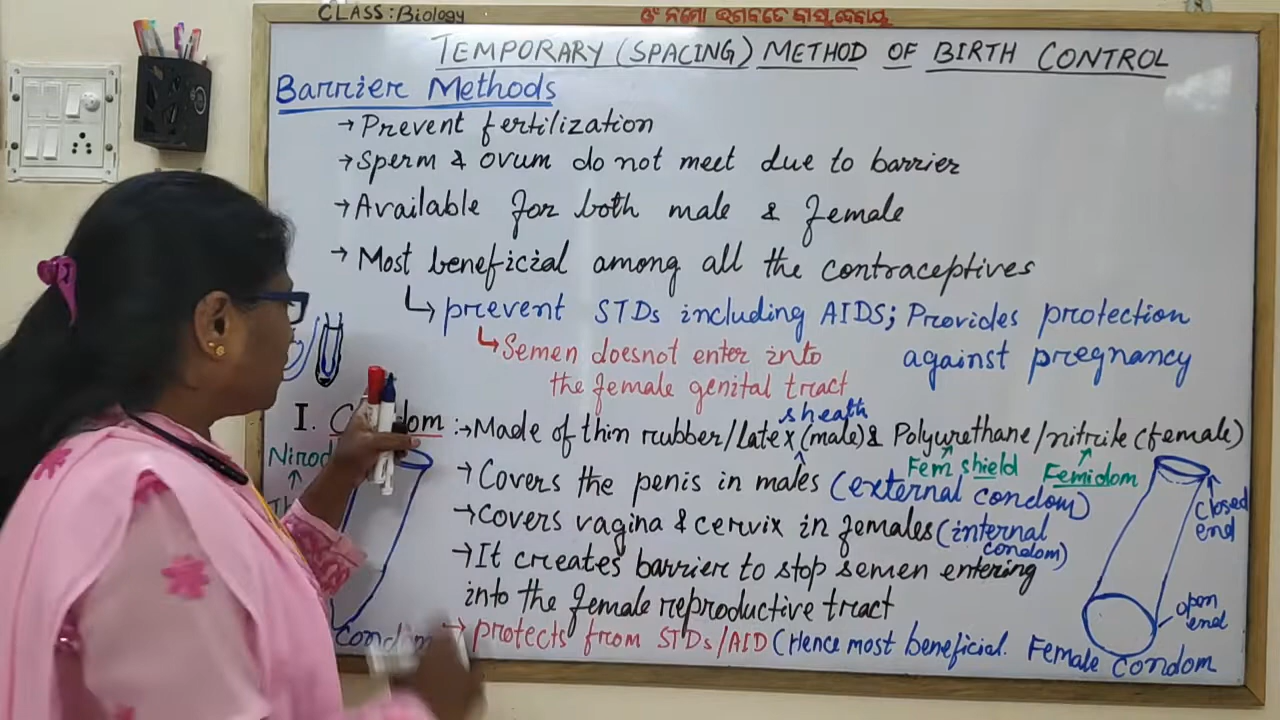 CLASS: Biology
ଓଁ ନମୋ ଭଗବତେ ବାସୁଦେବାୟ
TEMPORARY (SPACING) METHOD OF BIRTH CONTROL
Barrier Methods
→ Prevent fertilization
→ Sperm & ovum do not meet due to barrier
→ Available for both male & female
→ Most beneficial among all the contraceptives
↳ prevent STDs including AIDS; Provides protection against pregnancy
↳ Semen doesnot enter into
the female genital tract
sheath
I. :→ Made of thin rubber/Latex (male) & Polyurethane/nitrile (female)
Nirod
Fem shield Femidom
→ Covers the penis in males (external condom)
→ Covers vagina & cervix in females (internal condom)
→ It creates barrier to stop semen entering
into the female reproductive tract
→ protects from STDs/AID (Hence most beneficial.
Condom
closed end
open end
Female Condom